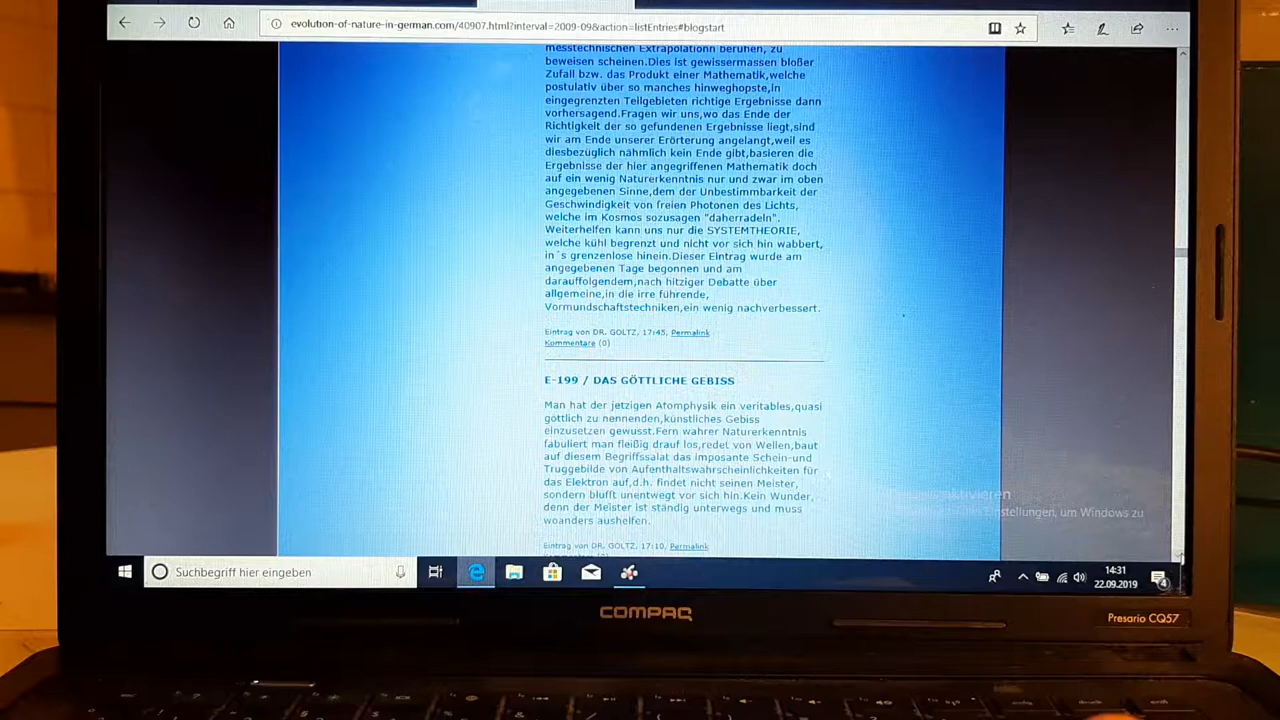 evolution-of-nature-in-german.com/40907.html?interval=2009-09&action=listEntries#blogstart
messtechnischen Extrapolationn beruhen, zu
beweisen scheinen.Dies ist gewissermassen bloßer
Zufall bzw. das Produkt einer Mathematik,welche
postulativ über so manches hinweghopste,in
eingegrenzten Teilgebieten richtige Ergebnisse dann
vorhersagend.Fragen wir uns,wo das Ende der
Richtigkeit der so gefundenen Ergebnisse liegt,sind
wir am Ende unserer Erörterung angelangt,weil es
diesbezüglich nähmlich kein Ende gibt,basieren die
Ergebnisse der hier angegriffenen Mathematik doch
auf ein wenig Naturerkenntnis nur und zwar im oben
angegebenen Sinne,dem der Unbestimmbarkeit der
Geschwindigkeit von freien Photonen des Lichts,
welche im Kosmos sozusagen "daherradeln".
Weiterhelfen kann uns nur die SYSTEMTHEORIE,
welche kühl begrenzt und nicht vor sich hin wabbert,
in´s grenzenlose hinein.Dieser Eintrag wurde am
angegebenen Tage begonnen und am
darauffolgendem,nach hitziger Debatte über
allgemeine,in die irre führende,
Vormundschaftstechniken,ein wenig nachverbessert.
Eintrag von DR. GOLTZ, 17:45, Permalink
Kommentare (0)
E-199 / DAS GÖTTLICHE GEBISS
Man hat der jetzigen Atomphysik ein veritables,quasi
göttlich zu nennenden,künstliches Gebiss
einzusetzen gewusst.Fern wahrer Naturerkenntnis
fabuliert man fleißig drauf los,redet von Wellen,baut
auf diesem Begriffssalat das imposante Schein-und
Truggebilde von Aufenthaltswahrscheinlichkeiten für
das Elektron auf,d.h. findet nicht seinen Meister,
sondern blufft unentwegt vor sich hin.Kein Wunder,
denn der Meister ist ständig unterwegs und muss
woanders aushelfen.
Eintrag von DR. GOLTZ, 17:10, Permalink
aktivieren
Einstellungen, um Windows zu
Suchbegriff hier eingeben
14:31
22.09.2019
4
COMPAQ
Presario CQ57